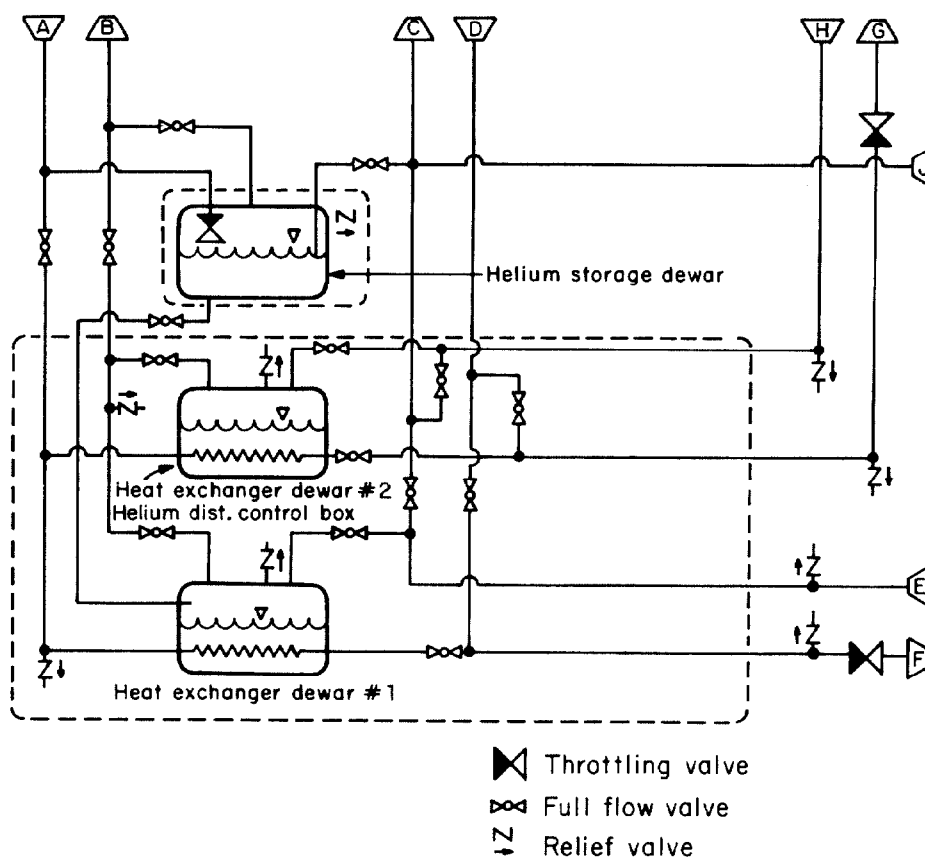 A B C D H G
J
Helium storage dewar
Heat exchanger dewar #2
Helium dist. control box
E
F
Heat exchanger dewar #1
Throttling valve
Full flow valve
Relief valve